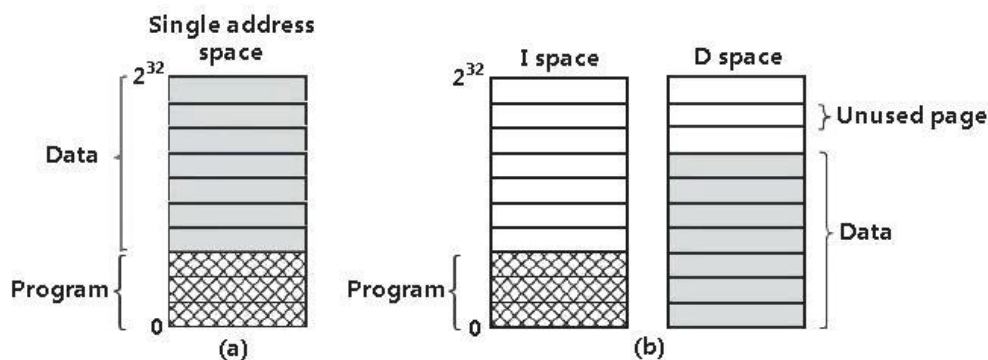 Single address
space
2³²
Data
Program
0
(a)
I space
D space
2³²
Unused page
Data
Program
0
(b)